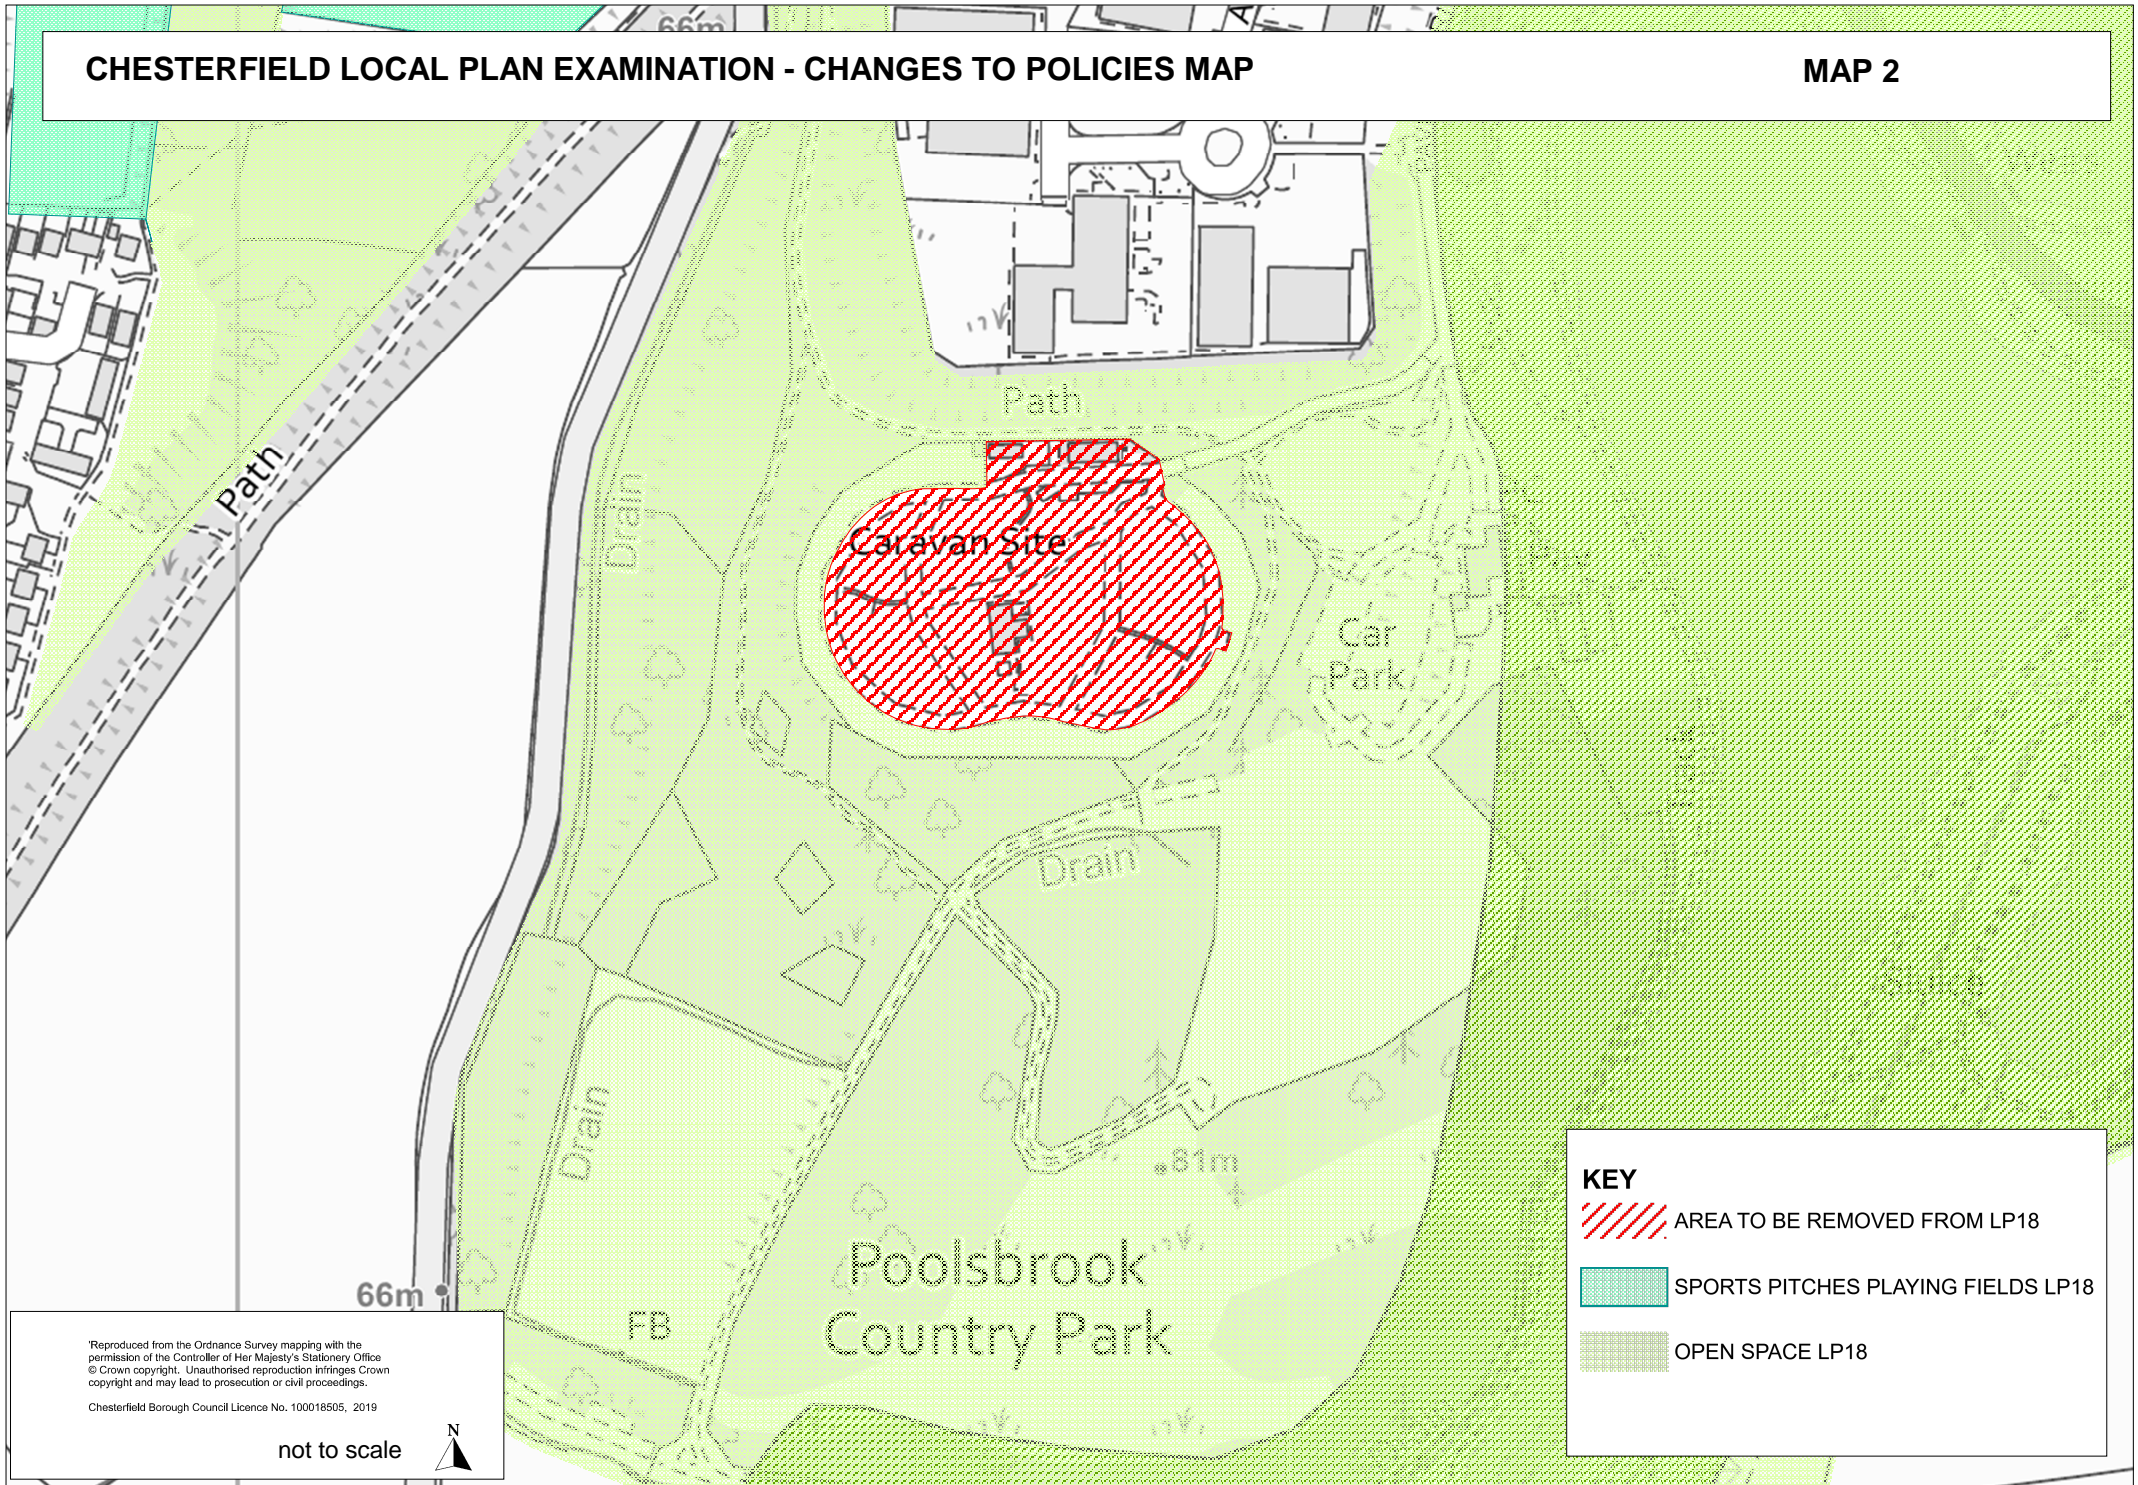 66m
CHESTERFIELD LOCAL PLAN EXAMINATION - CHANGES TO POLICIES MAP
MAP 2
Path
Path
Drain
Caravan Site
Car
Park
Drain
Drain
81m
Poolsbrook
Country Park
66m
FB
KEY
AREA TO BE REMOVED FROM LP18
SPORTS PITCHES PLAYING FIELDS LP18
OPEN SPACE LP18
'Reproduced from the Ordnance Survey mapping with the
permission of the Controller of Her Majesty's Stationery Office
© Crown copyright. Unauthorised reproduction infringes Crown
copyright and may lead to prosecution or civil proceedings.
Chesterfield Borough Council Licence No. 100018505, 2019
not to scale
N